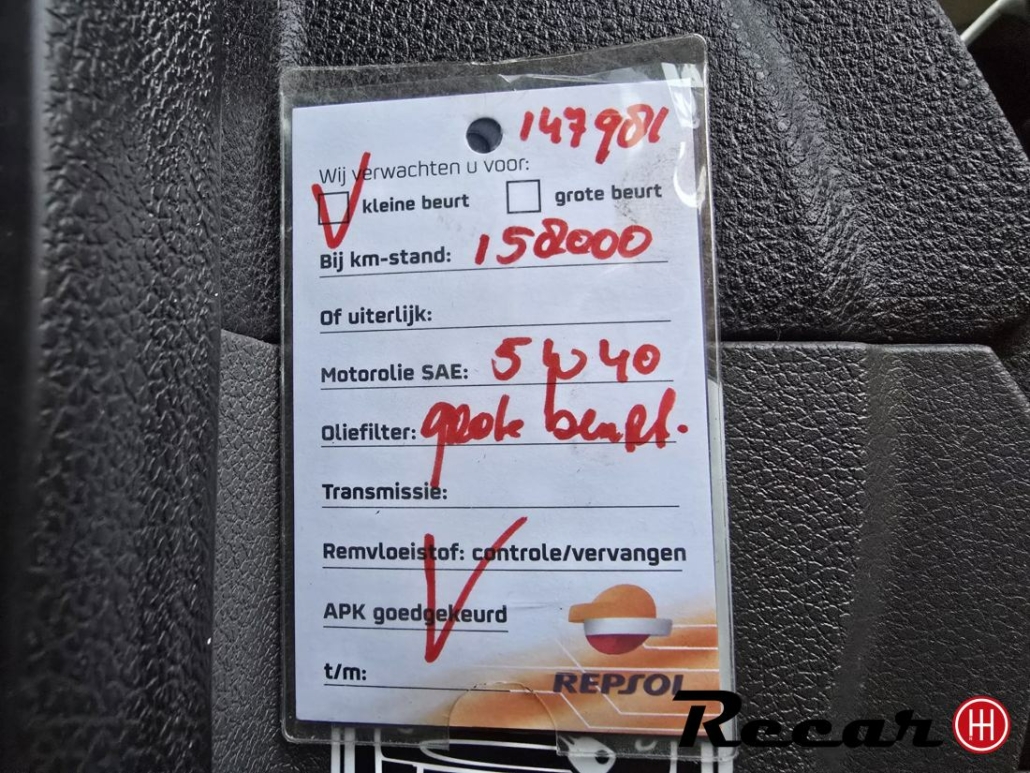 147981
Wij verwachten u voor:
kleine beurt grote beurt
Bij km-stand: 158000
Of uiterlijk:
Motorolie SAE: 5W40
Oliefilter: grote beurt.
Transmissie:
Remvloeistof: controle/vervangen
APK goedgekeurd
t/m:
REPSOL
Recar H